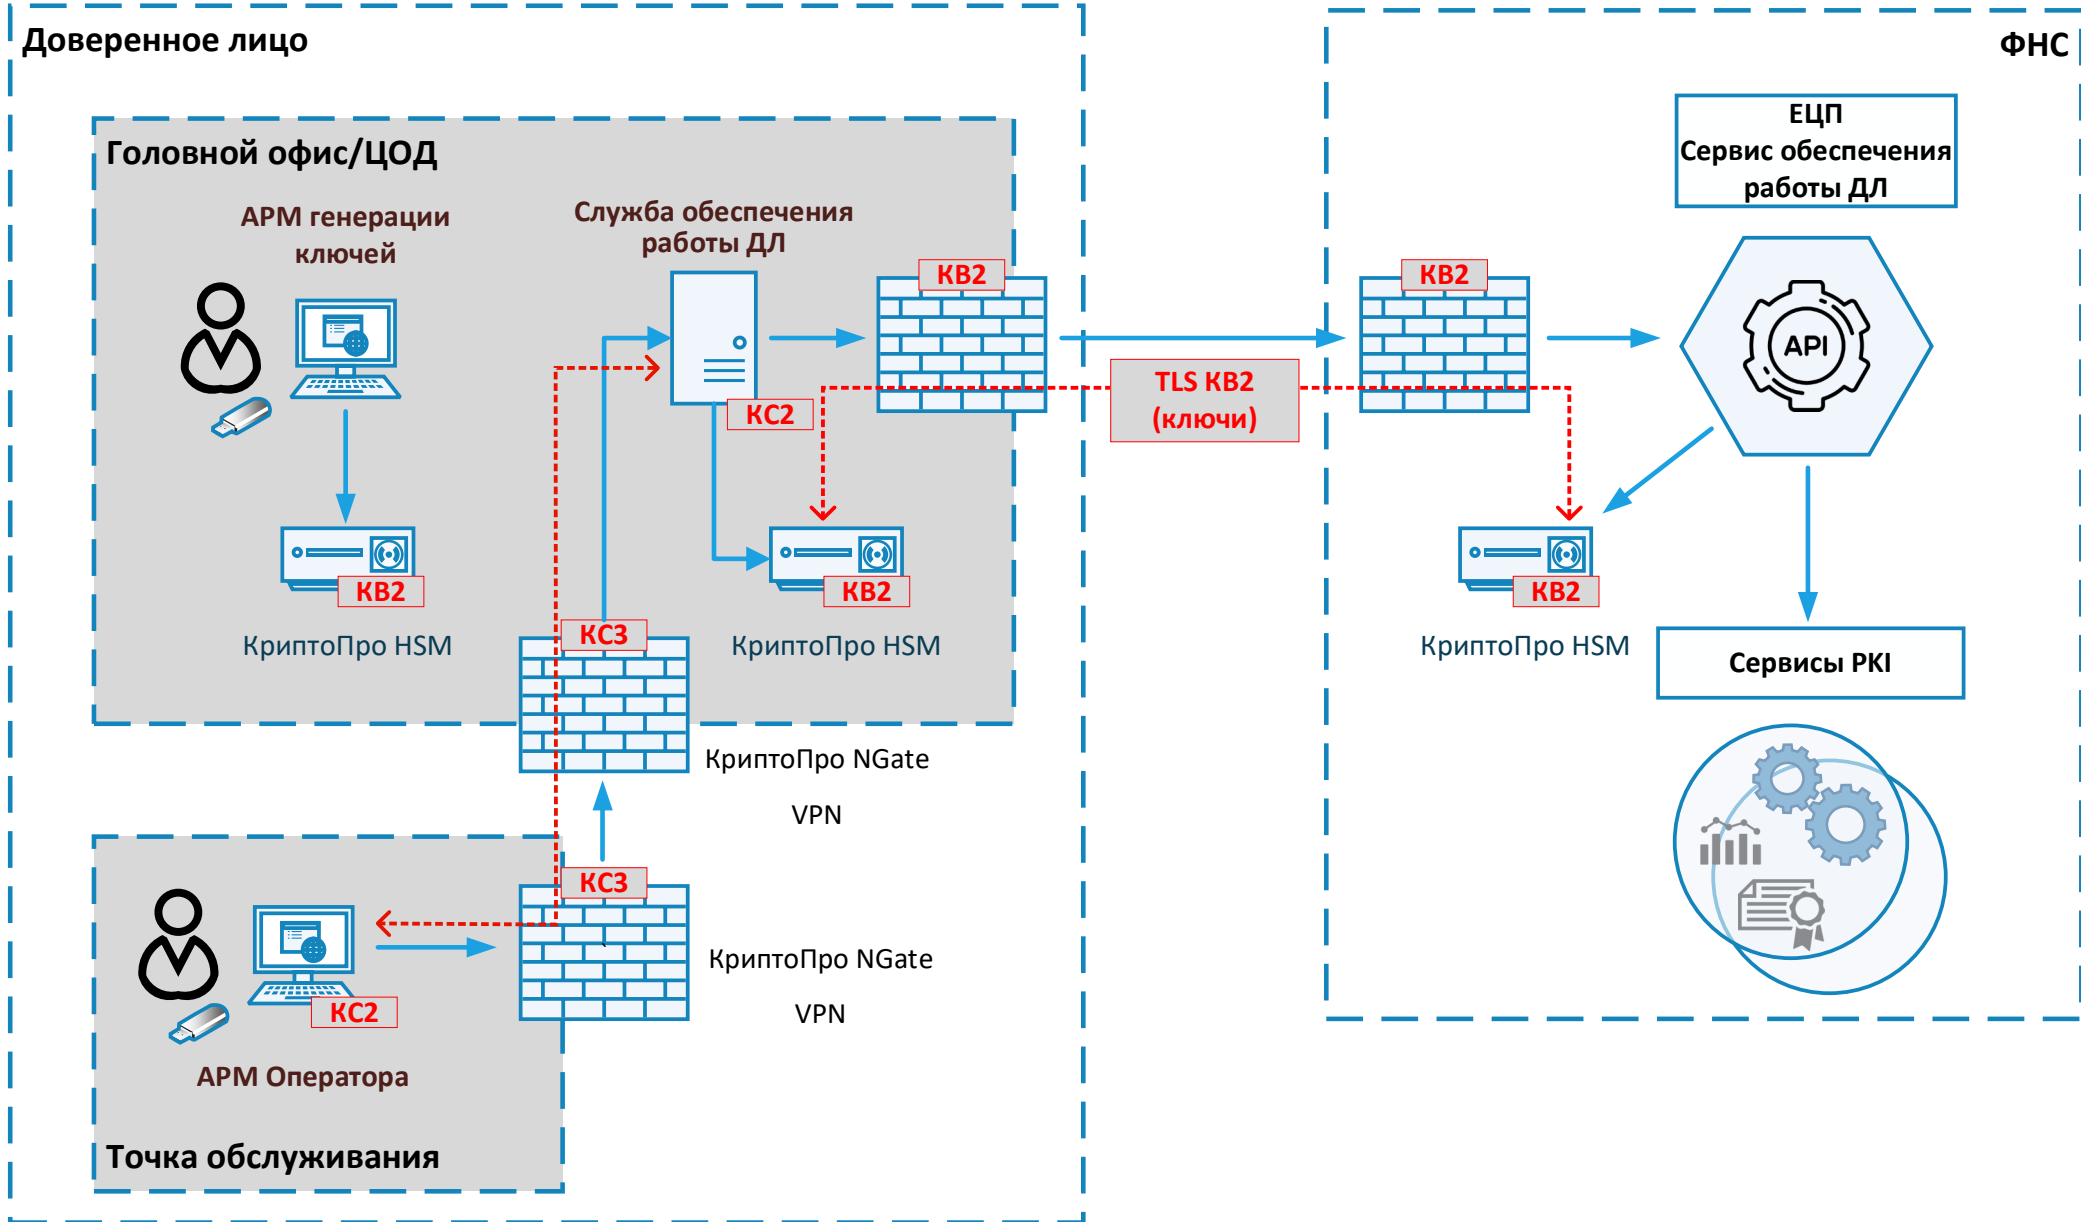 Доверенное лицо
ФНС
Головной офис/ЦОД
АРМ генерации
ключей
Служба обеспечения
работы ДЛ
КВ2
КВ2
ЕЦП
Сервис обеспечения
работы ДЛ
API
КС2
TLS КВ2
(ключи)
КВ2
КриптоПро HSM
КВ2
КриптоПро HSM
КВ2
КриптоПро HSM
КС3
Сервисы PKI
КриптоПро NGate
VPN
КС3
КриптоПро NGate
VPN
КС2
АРМ Оператора
Точка обслуживания